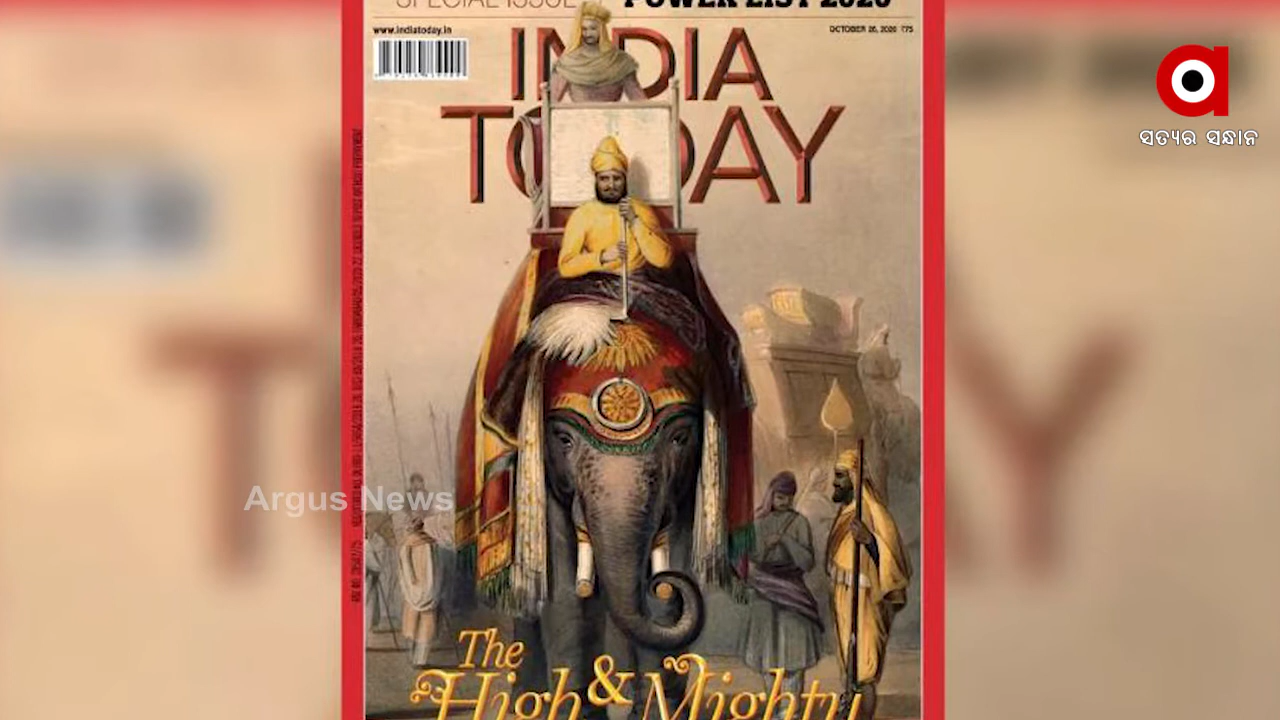 SPECIAL ISSUE POWER LIST 2020
www.indiatoday.in
OCTOBER 26, 2020 ₹75
INDIA
TODAY
ସତ୍ୟର ସନ୍ଧାନ
Argus News
The
High & Mighty